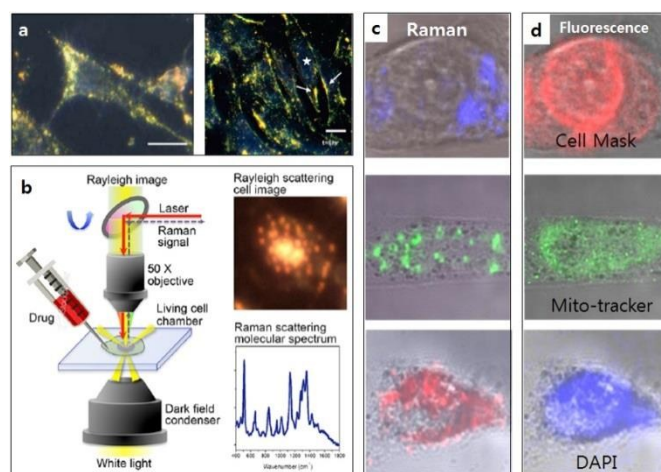 a
b
Rayleigh image
Laser
Raman
signal
50 X
objective
Living cell
chamber
Drug
Dark field
condenser
White light
Rayleigh scattering
cell image
Raman scattering
molecular spectrum
Wavenumber (cm⁻¹)
c
Raman
d
Fluorescence
Cell Mask
Mito-tracker
DAPI